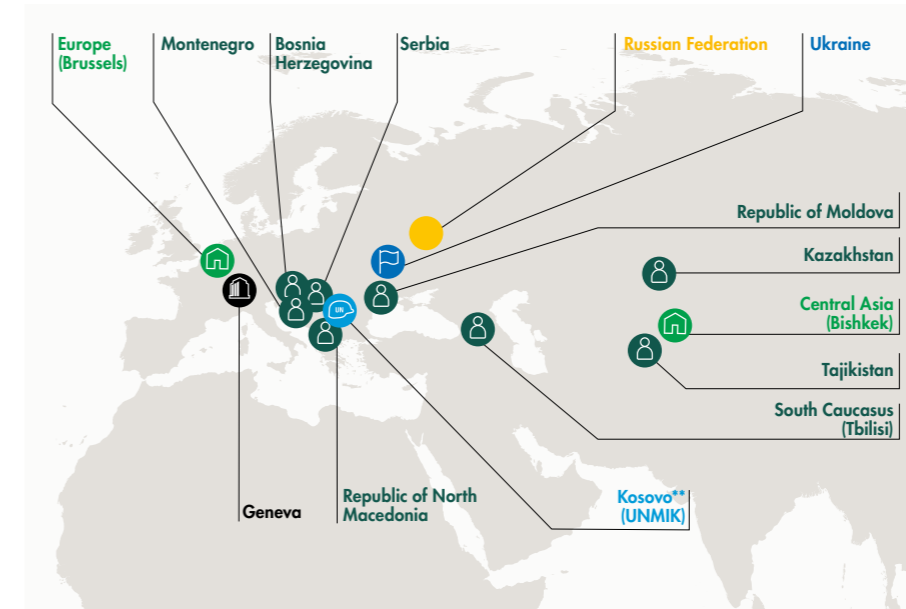 Europe
(Brussels)
Montenegro
Bosnia
Herzegovina
Serbia
Russian Federation
Ukraine
Republic of Moldova
Kazakhstan
Central Asia
(Bishkek)
Tajikistan
South Caucasus
(Tbilisi)
UN
Geneva
Republic of North
Macedonia
Kosovo**
(UNMIK)